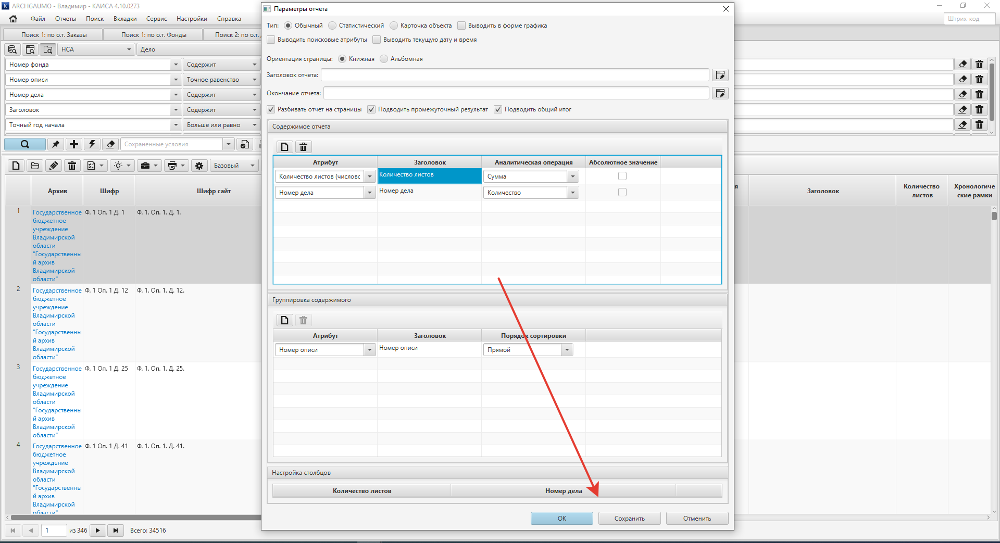 ARCHGAUMO - Владимир - КАИСА 4.10.0273
Файл Отчеты Поиск Вкладки Сервис Настройки Справка
Штрих-код
Поиск 1: по о.т. Заказы Поиск 1: по о.т. Фонды Поиск 2: по о.т.
НСА Дело
Номер фонда Содержит
Номер описи Точное равенство
Номер дела Содержит
Заголовок Содержит
Точный год начала Больше или равно
Сохраненные условия
Базовый
Архив Шифр Шифр сайт
Заголовок Количество листов Хронологиче ские рамки
1 Государственное Ф. 1 Оп. 1 Д. 1 Ф. 1. Оп. 1. Д. 1.
бюджетное
учреждение
Владимирской
области
"Государственны
й архив
Владимирской
области"
2 Государственное Ф. 1 Оп. 1 Д. 12 Ф. 1. Оп. 1. Д. 12.
бюджетное
учреждение
Владимирской
области
"Государственны
й архив
Владимирской
области"
3 Государственное Ф. 1 Оп. 1 Д. 25 Ф. 1. Оп. 1. Д. 25.
бюджетное
учреждение
Владимирской
области
"Государственны
й архив
Владимирской
области"
4 Государственное Ф. 1 Оп. 1 Д. 41 Ф. 1. Оп. 1. Д. 41.
бюджетное
учреждение
Владимирской
области
"Государственны
й архив
Владимирской
области"
1 из 346 Всего: 34516
Параметры отчета
Тип: Обычный Статистический Карточка объекта Выводить в форме графика
Выводить поисковые атрибуты Выводить текущую дату и время
Ориентация страницы: Книжная Альбомная
Заголовок отчета:
Окончание отчета:
Разбивать отчет на страницы Подводить промежуточный результат Подводить общий итог
Содержимое отчета
Атрибут Заголовок Аналитическая операция Абсолютное значение
Количество листов (числовс Количество листов Сумма
Номер дела Номер дела Количество
Группировка содержимого
Атрибут Заголовок Порядок сортировки
Номер описи Номер описи Прямой
Настройка столбцов
Количество листов Номер дела
ОК Сохранить Отменить